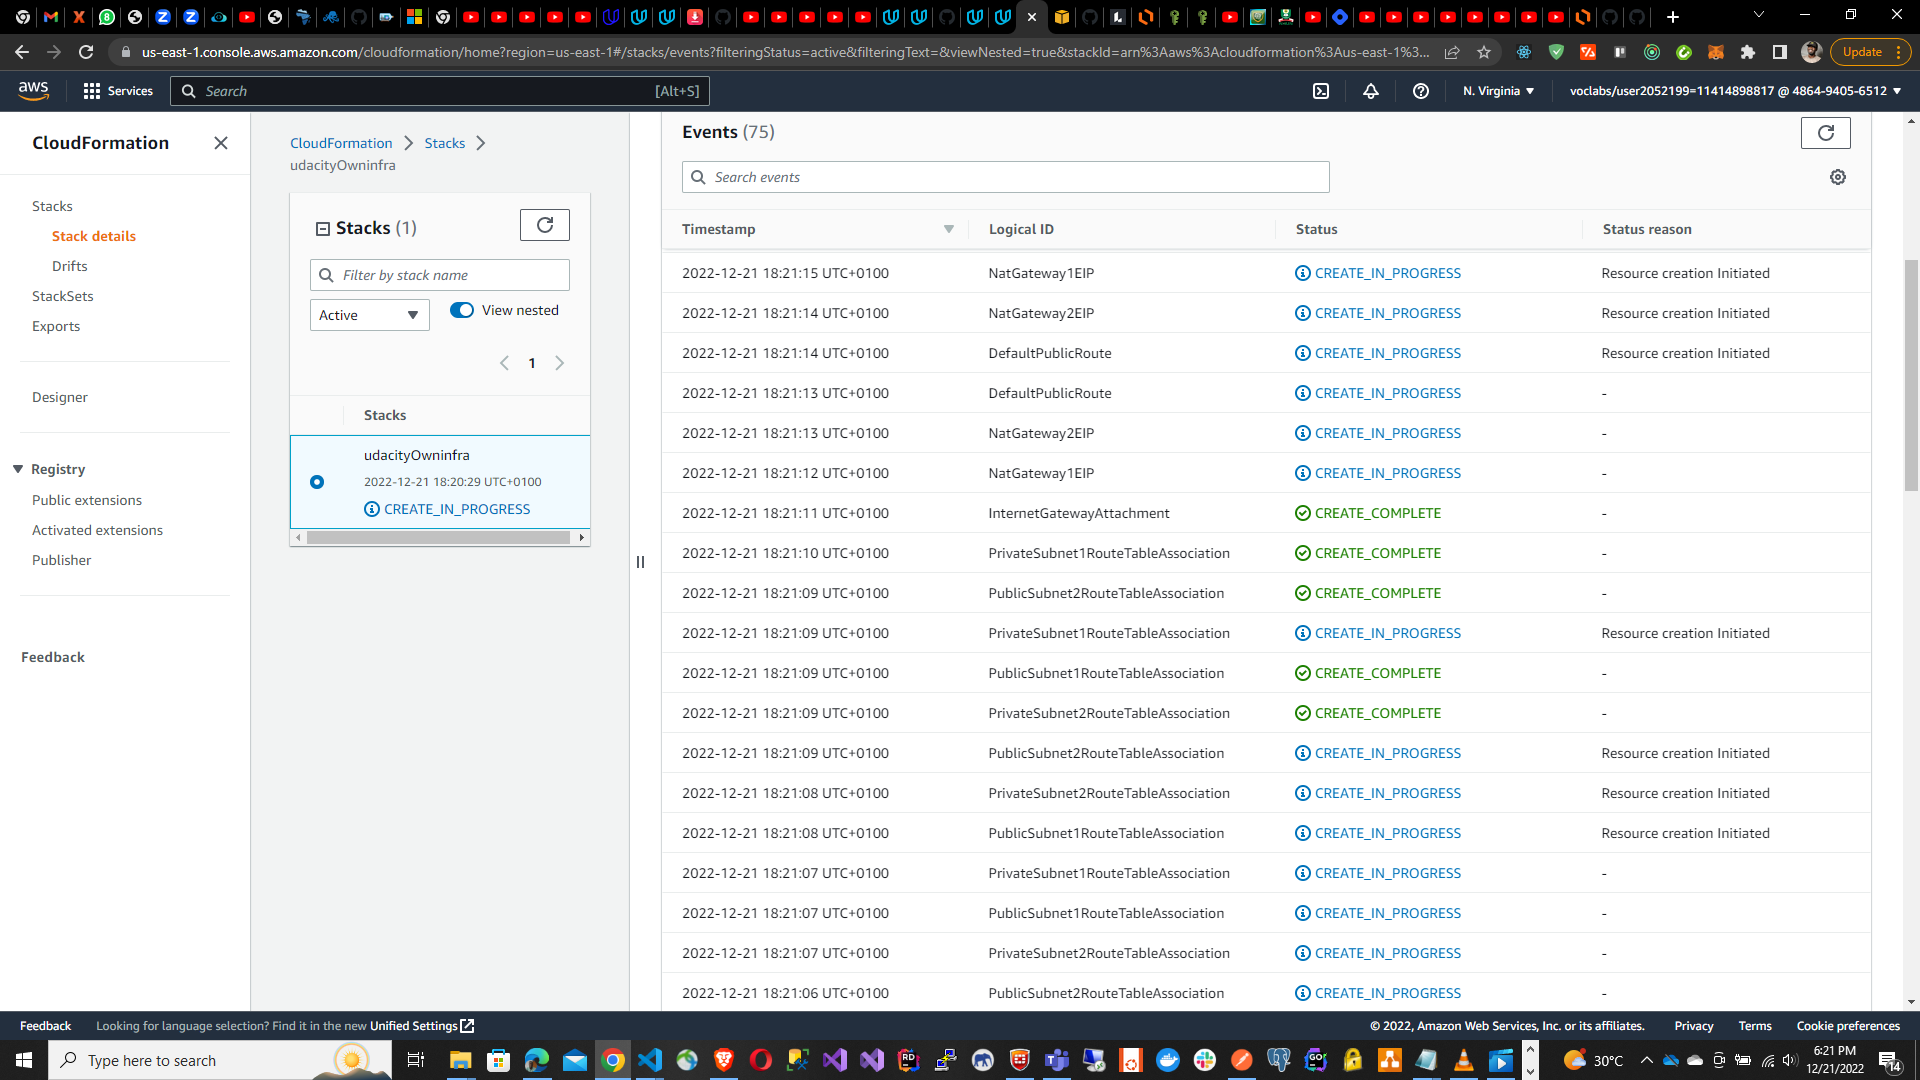 us-east-1.console.aws.amazon.com/cloudformation/home?region=us-east-1#/stacks/events?filteringStatus=active&filteringText=&viewNested=true&stackId=arn%3Aaws%3Acloudformation%3Aus-east-1%3...
Update
aws
Services
Search
[Alt+S]
N. Virginia
voclabs/user2052199=11414898817 @ 4864-9405-6512
CloudFormation
Stacks
Stack details
Drifts
StackSets
Exports
Designer
Registry
Public extensions
Activated extensions
Publisher
Feedback
CloudFormation
Stacks
udacityOwninfra
Stacks (1)
Filter by stack name
Active
View nested
1
Stacks
udacityOwninfra
2022-12-21 18:20:29 UTC+0100
CREATE_IN_PROGRESS
Events (75)
Search events
Timestamp Logical ID Status Status reason
2022-12-21 18:21:15 UTC+0100 NatGateway1EIP CREATE_IN_PROGRESS Resource creation Initiated
2022-12-21 18:21:14 UTC+0100 NatGateway2EIP CREATE_IN_PROGRESS Resource creation Initiated
2022-12-21 18:21:14 UTC+0100 DefaultPublicRoute CREATE_IN_PROGRESS Resource creation Initiated
2022-12-21 18:21:13 UTC+0100 DefaultPublicRoute CREATE_IN_PROGRESS -
2022-12-21 18:21:13 UTC+0100 NatGateway2EIP CREATE_IN_PROGRESS -
2022-12-21 18:21:12 UTC+0100 NatGateway1EIP CREATE_IN_PROGRESS -
2022-12-21 18:21:11 UTC+0100 InternetGatewayAttachment CREATE_COMPLETE -
2022-12-21 18:21:10 UTC+0100 PrivateSubnet1RouteTableAssociation CREATE_COMPLETE -
2022-12-21 18:21:09 UTC+0100 PublicSubnet2RouteTableAssociation CREATE_COMPLETE -
2022-12-21 18:21:09 UTC+0100 PrivateSubnet1RouteTableAssociation CREATE_IN_PROGRESS Resource creation Initiated
2022-12-21 18:21:09 UTC+0100 PublicSubnet1RouteTableAssociation CREATE_COMPLETE -
2022-12-21 18:21:09 UTC+0100 PrivateSubnet2RouteTableAssociation CREATE_COMPLETE -
2022-12-21 18:21:09 UTC+0100 PublicSubnet2RouteTableAssociation CREATE_IN_PROGRESS Resource creation Initiated
2022-12-21 18:21:08 UTC+0100 PrivateSubnet2RouteTableAssociation CREATE_IN_PROGRESS Resource creation Initiated
2022-12-21 18:21:08 UTC+0100 PublicSubnet1RouteTableAssociation CREATE_IN_PROGRESS Resource creation Initiated
2022-12-21 18:21:07 UTC+0100 PrivateSubnet1RouteTableAssociation CREATE_IN_PROGRESS -
2022-12-21 18:21:07 UTC+0100 PublicSubnet1RouteTableAssociation CREATE_IN_PROGRESS -
2022-12-21 18:21:07 UTC+0100 PrivateSubnet2RouteTableAssociation CREATE_IN_PROGRESS -
2022-12-21 18:21:06 UTC+0100 PublicSubnet2RouteTableAssociation CREATE_IN_PROGRESS -
Feedback
Looking for language selection? Find it in the new Unified Settings
© 2022, Amazon Web Services, Inc. or its affiliates.
Privacy
Terms
Cookie preferences
Type here to search
30°C
6:21 PM
12/21/2022
14